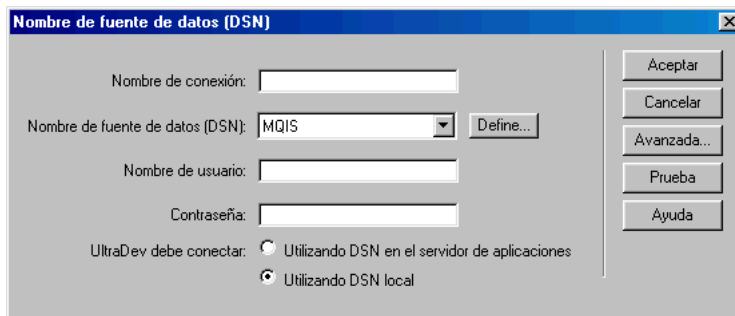 Nombre de fuente de datos (DSN)
Nombre de conexión:
Nombre de fuente de datos (DSN): MQIS Define...
Nombre de usuario:
Contraseña:
UltraDev debe conectar: Utilizando DSN en el servidor de aplicaciones
Utilizando DSN local
Aceptar
Cancelar
Avanzada...
Prueba
Ayuda